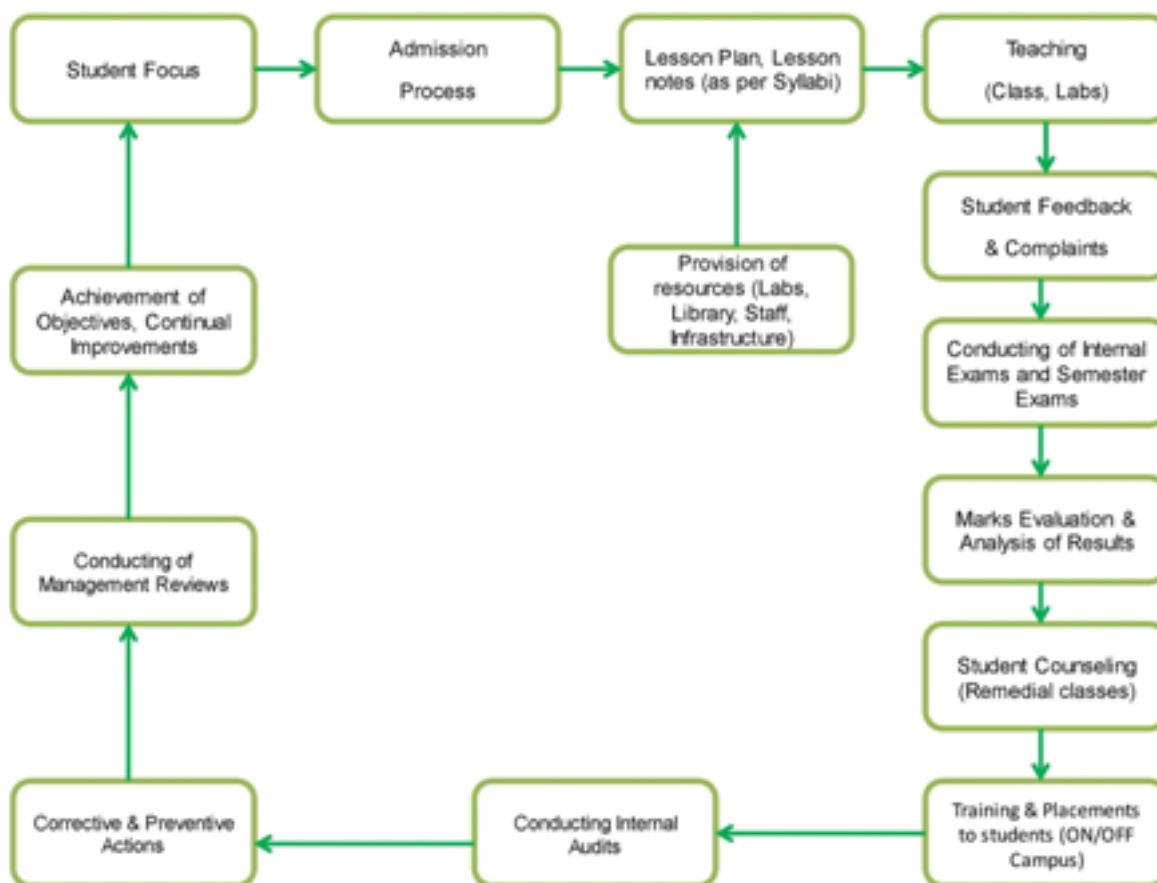 Student Focus
Admission
Process
Lesson Plan, Lesson
notes (as per Syllabi)
Teaching
(Class, Labs)
Student Feedback
& Complaints
Provision of
resources (Labs,
Library, Staff,
Infrastructure)
Achievement of
Objectives, Continual
Improvements
Conducting of Internal
Exams and Semester
Exams
Marks Evaluation &
Analysis of Results
Conducting of
Management Reviews
Student Counseling
(Remedial classes)
Training & Placements
to students (ON/OFF
Campus)
Conducting Internal
Audits
Corrective & Preventive
Actions